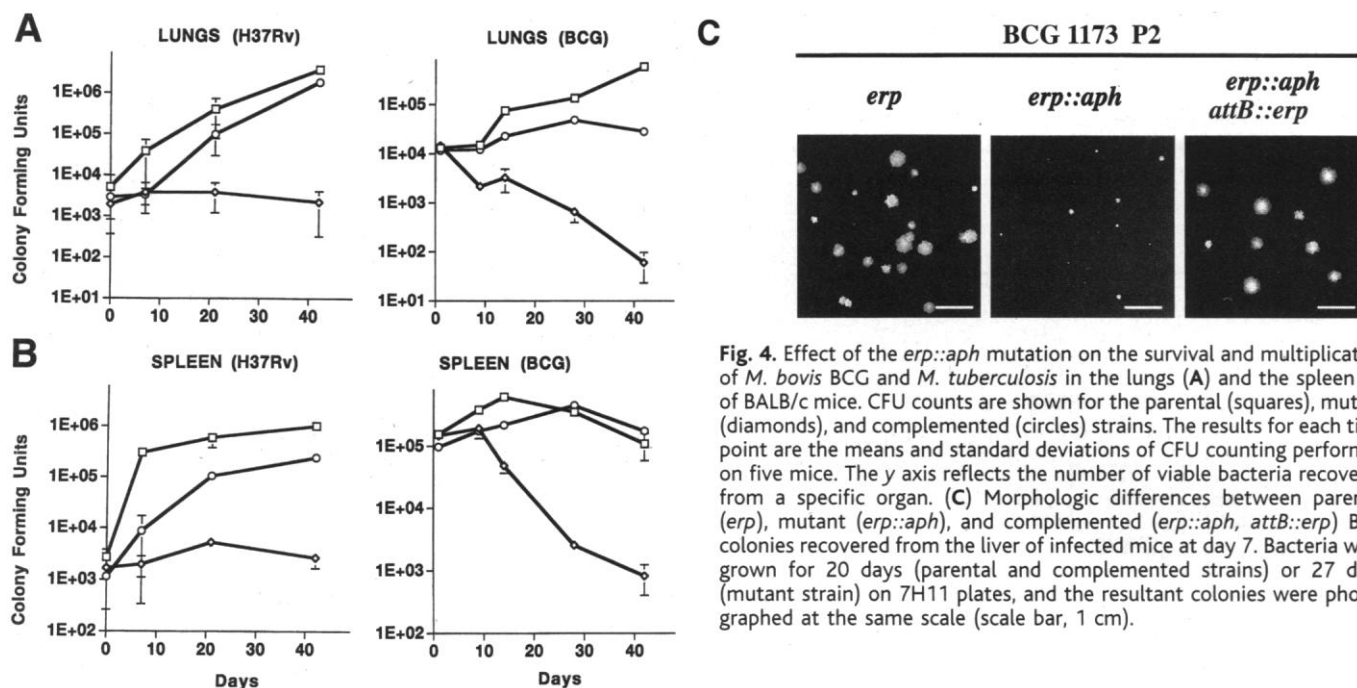 A
LUNGS (H37Rv)
Colony Forming Units
1E+06
1E+05
1E+04
1E+03
1E+02
1E+01
0 10 20 30 40
LUNGS (BCG)
1E+05
1E+04
1E+03
1E+02
1E+01
0 10 20 30 40
B
SPLEEN (H37Rv)
Colony Forming Units
1E+06
1E+05
1E+04
1E+03
1E+02
0 10 20 30 40
Days
SPLEEN (BCG)
1E+05
1E+04
1E+03
1E+02
0 10 20 30 40
Days
C
BCG 1173 P2
erp
erp::aph
erp::aph
attB::erp
Fig. 4. Effect of the erp::aph mutation on the survival and multiplicat
of M. bovis BCG and M. tuberculosis in the lungs (A) and the spleen
of BALB/c mice. CFU counts are shown for the parental (squares), mut
(diamonds), and complemented (circles) strains. The results for each ti
point are the means and standard deviations of CFU counting perform
on five mice. The y axis reflects the number of viable bacteria recove
from a specific organ. (C) Morphologic differences between paren
(erp), mutant (erp::aph), and complemented (erp::aph, attB::erp) B
colonies recovered from the liver of infected mice at day 7. Bacteria w
grown for 20 days (parental and complemented strains) or 27 d
(mutant strain) on 7H11 plates, and the resultant colonies were pho
graphed at the same scale (scale bar, 1 cm).